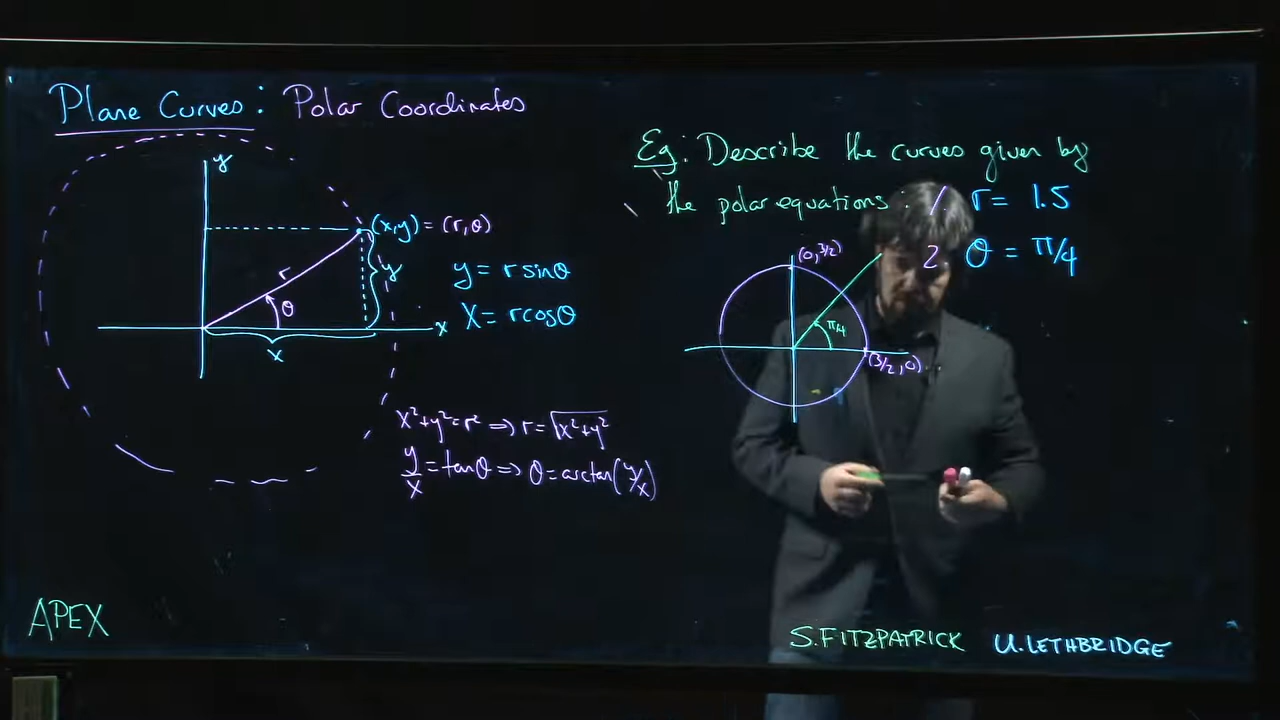 Plane Curves: Polar Coordinates
y
(x,y) = (r,θ)
r
y
θ
x
x
y = r sinθ
x = r cosθ
x²+y²=r² ⇒ r = √x²+y²
y/x = tanθ ⇒ θ = arctan(y/x)
Eg: Describe the curves given by
the polar equations: 1. r = 1.5
2 θ = π/4
(0, 3/2)
π/4
(3/2, 0)
APEX
S. FITZPATRICK U. LETHBRIDGE